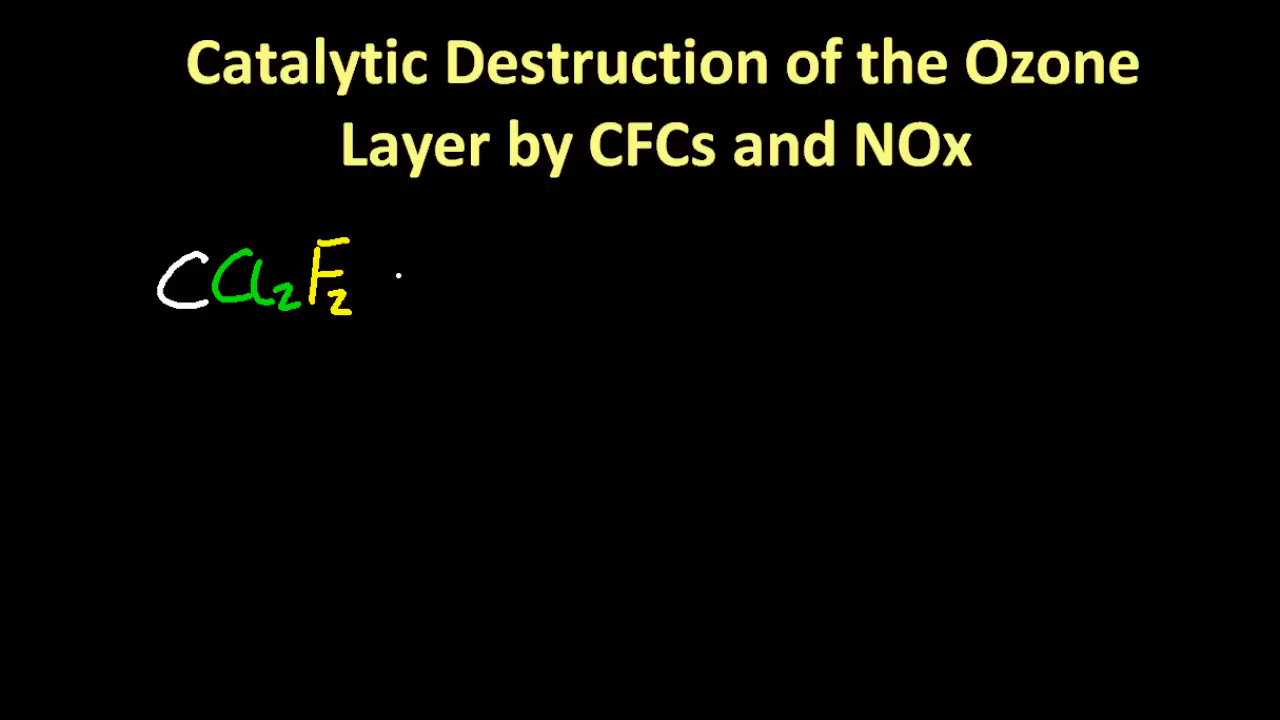 Catalytic Destruction of the Ozone
Layer by CFCs and NOx
CCl₂F₂